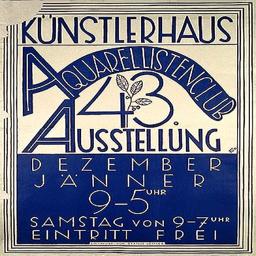 KÜNSTLERHAUS
AQUARELLISTENCLUB
43.
AUSSTELLUNG
DEZEMBER
JÄNNER
9-5 UHR
SAMSTAG VON 9-7 UHR
EINTRITT FREI